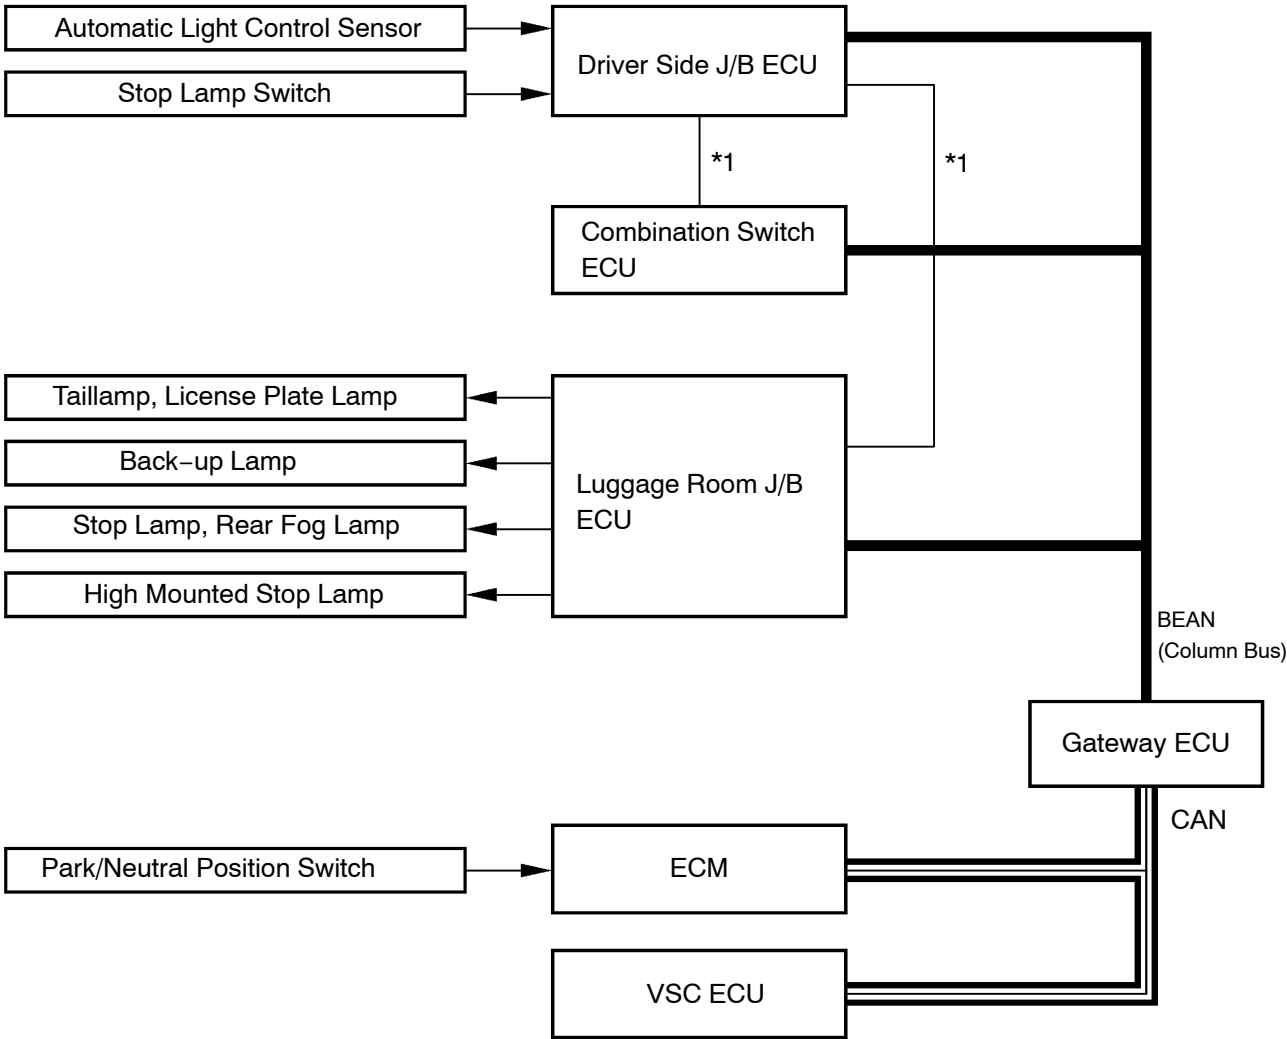 Automatic Light Control Sensor
Stop Lamp Switch
Driver Side J/B ECU
*1
*1
Combination Switch
ECU
Taillamp, License Plate Lamp
Back−up Lamp
Stop Lamp, Rear Fog Lamp
High Mounted Stop Lamp
Luggage Room J/B
ECU
BEAN
(Column Bus)
Gateway ECU
CAN
Park/Neutral Position Switch
ECM
VSC ECU